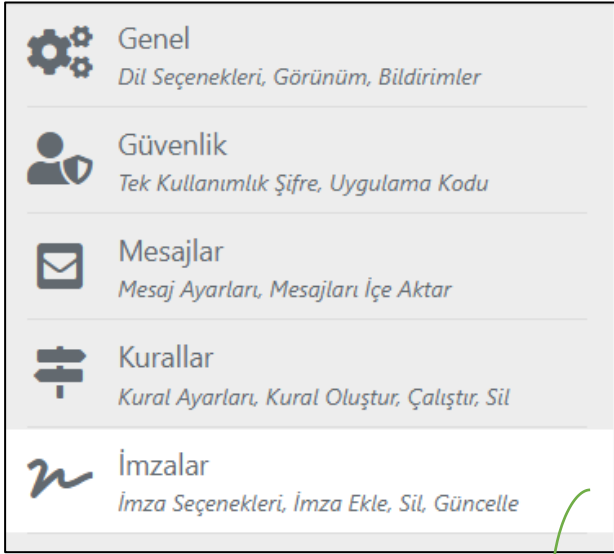 Genel
Dil Seçenekleri, Görünüm, Bildirimler
Güvenlik
Tek Kullanımlık Şifre, Uygulama Kodu
Mesajlar
Mesaj Ayarları, Mesajları İçe Aktar
Kurallar
Kural Ayarları, Kural Oluştur, Çalıştır, Sil
İmzalar
İmza Seçenekleri, İmza Ekle, Sil, Güncelle